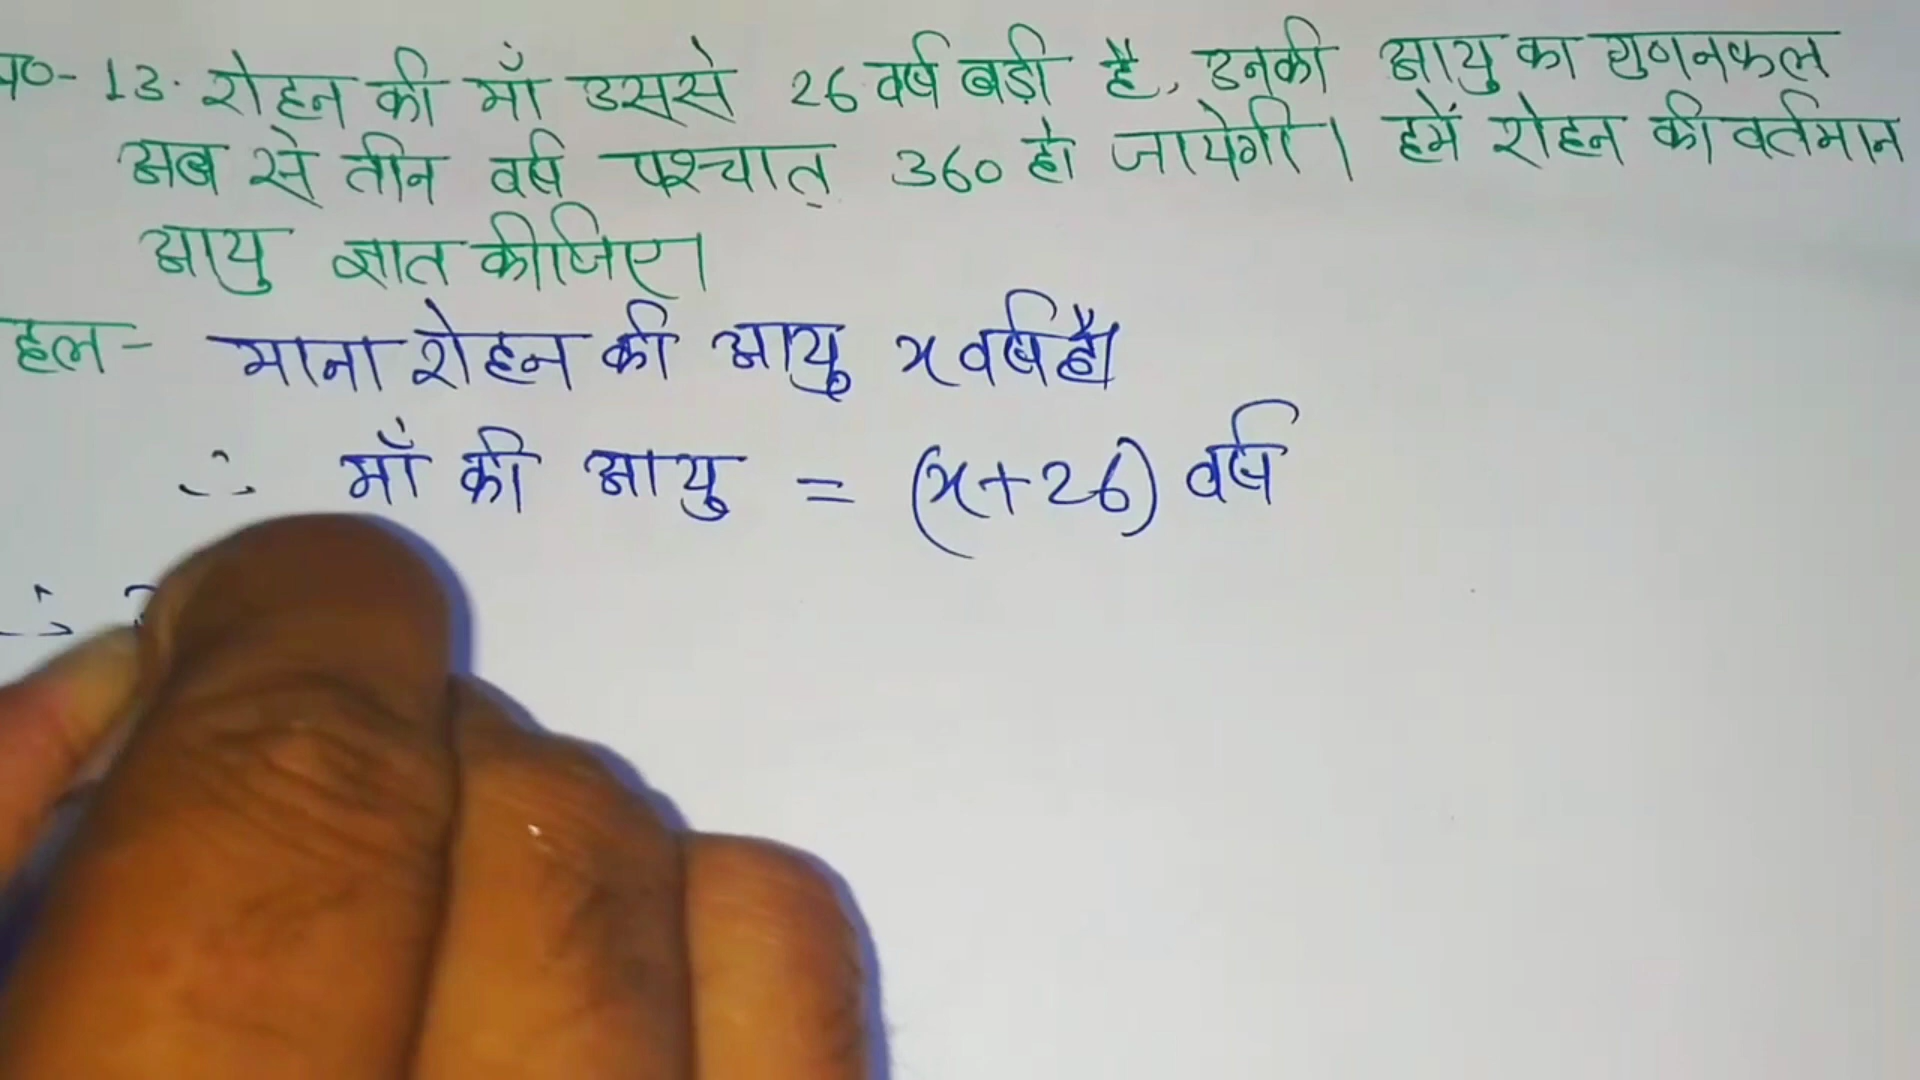 प्र०- 13. रोहन की माँ उससे 26 वर्ष बड़ी है, उनकी आयु का गुणनफल
अब से तीन वर्ष पश्चात् 360 हो जायेगी। हमें रोहन की वर्तमान
आयु ज्ञात कीजिए।
हल- माना रोहन की आयु x वर्ष है।
∴ माँ की आयु = (x+26) वर्ष
∴